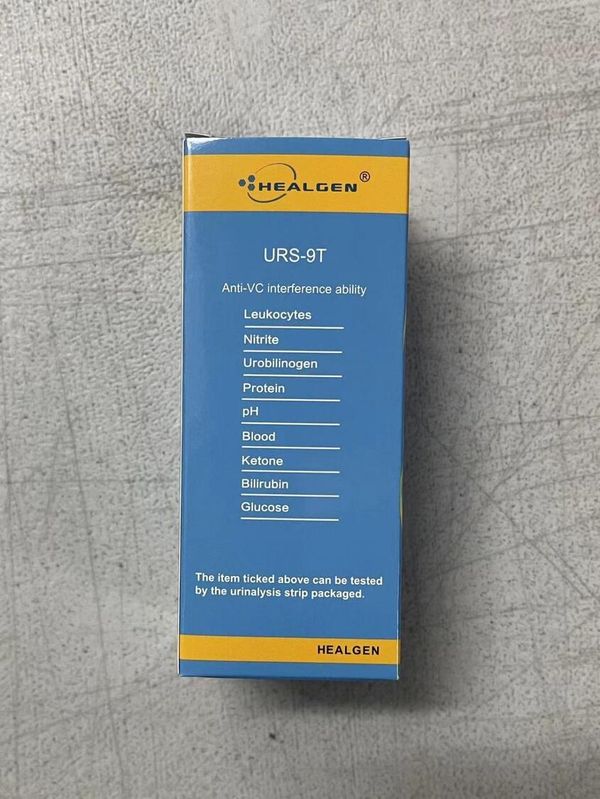 HEALGEN®
URS-9T
Anti-VC interference ability
Leukocytes
Nitrite
Urobilinogen
Protein
pH
Blood
Ketone
Bilirubin
Glucose
The item ticked above can be tested
by the urinalysis strip packaged.
HEALGEN